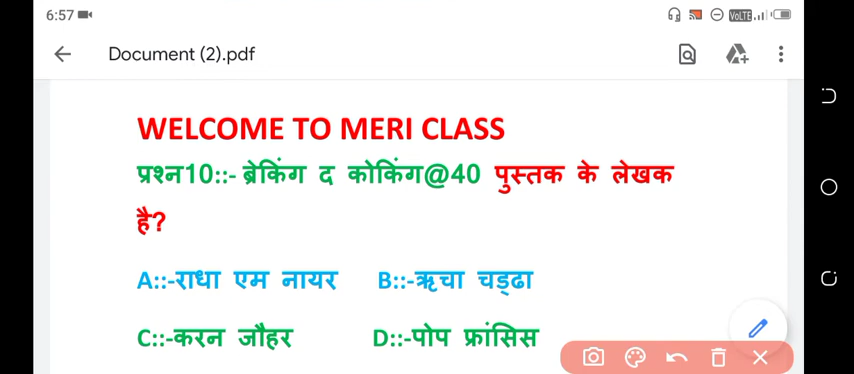 6:57
VoLTE
Document (2).pdf
WELCOME TO MERI CLASS
प्रश्न10::- ब्रेकिंग द कोकिंग@40 पुस्तक के लेखक
है?
A::-राधा एम नायर B::-ऋचा चड्ढा
C::-करन जौहर D::-पोप फ्रांसिस